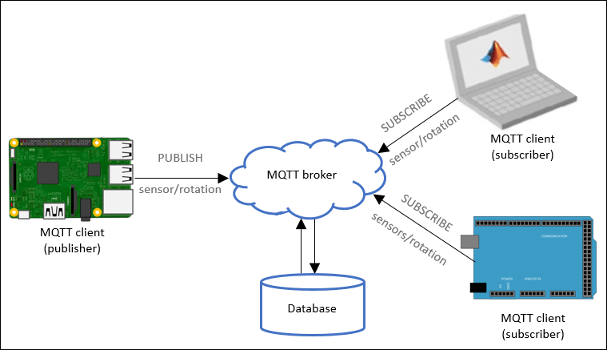 SUBSCRIBE
sensor/rotation
MQTT client
(subscriber)
PUBLISH
sensor/rotation
MQTT broker
MQTT client
(publisher)
SUBSCRIBE
sensors/rotation
Database
MQTT client
(subscriber)